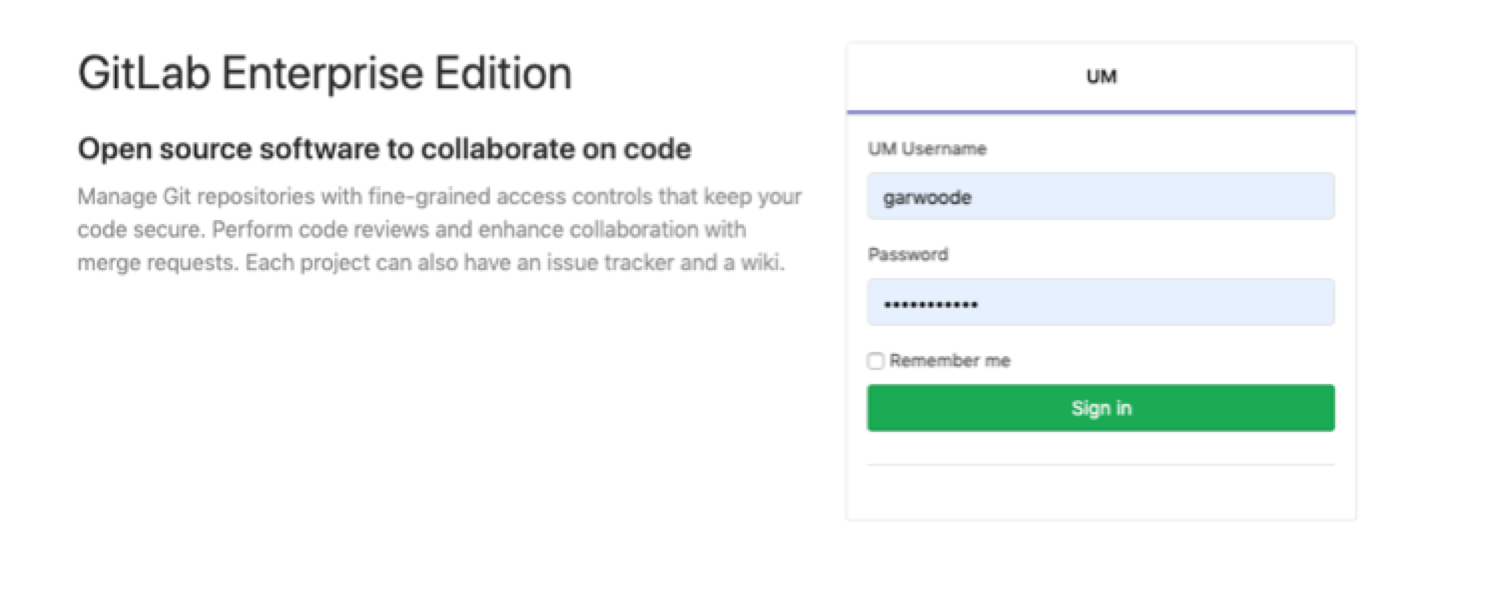 GitLab Enterprise Edition
Open source software to collaborate on code
Manage Git repositories with fine-grained access controls that keep your
code secure. Perform code reviews and enhance collaboration with
merge requests. Each project can also have an issue tracker and a wiki.
UM
UM Username
garwoode
Password
•••••••••••
Remember me
Sign in